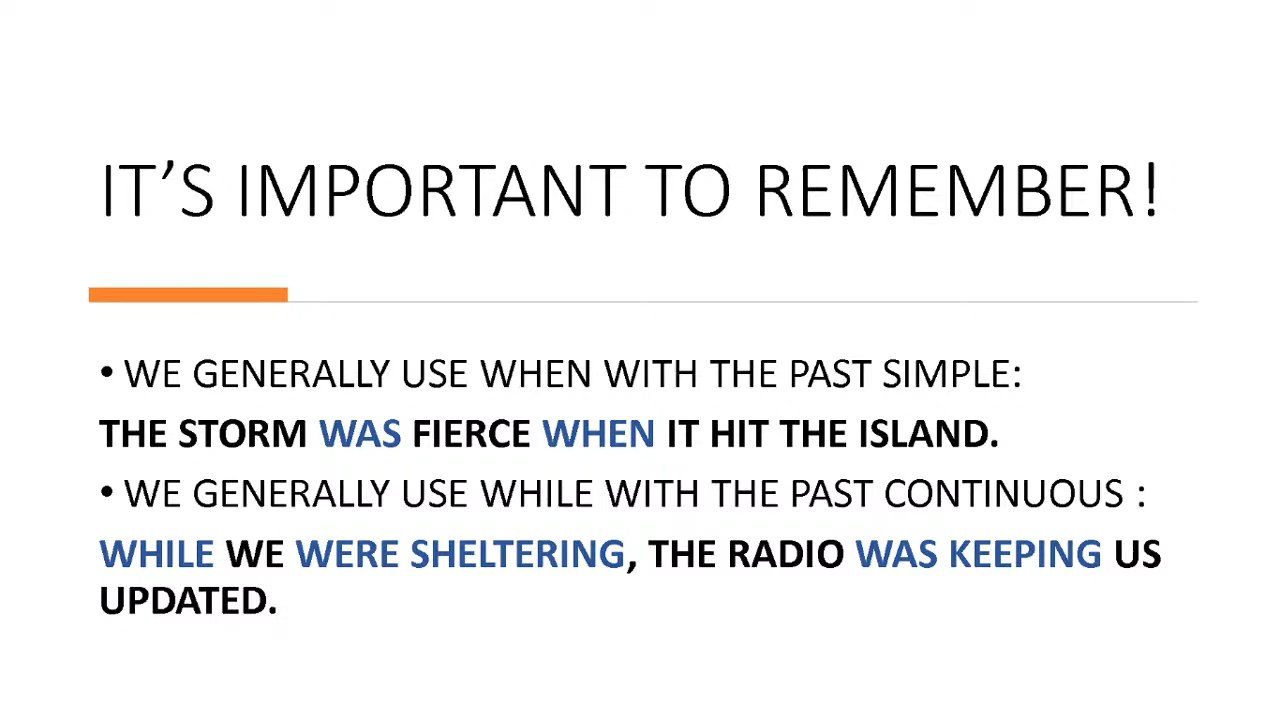 IT’S IMPORTANT TO REMEMBER!
• WE GENERALLY USE WHEN WITH THE PAST SIMPLE:
THE STORM WAS FIERCE WHEN IT HIT THE ISLAND.
• WE GENERALLY USE WHILE WITH THE PAST CONTINUOUS :
WHILE WE WERE SHELTERING, THE RADIO WAS KEEPING US
UPDATED.